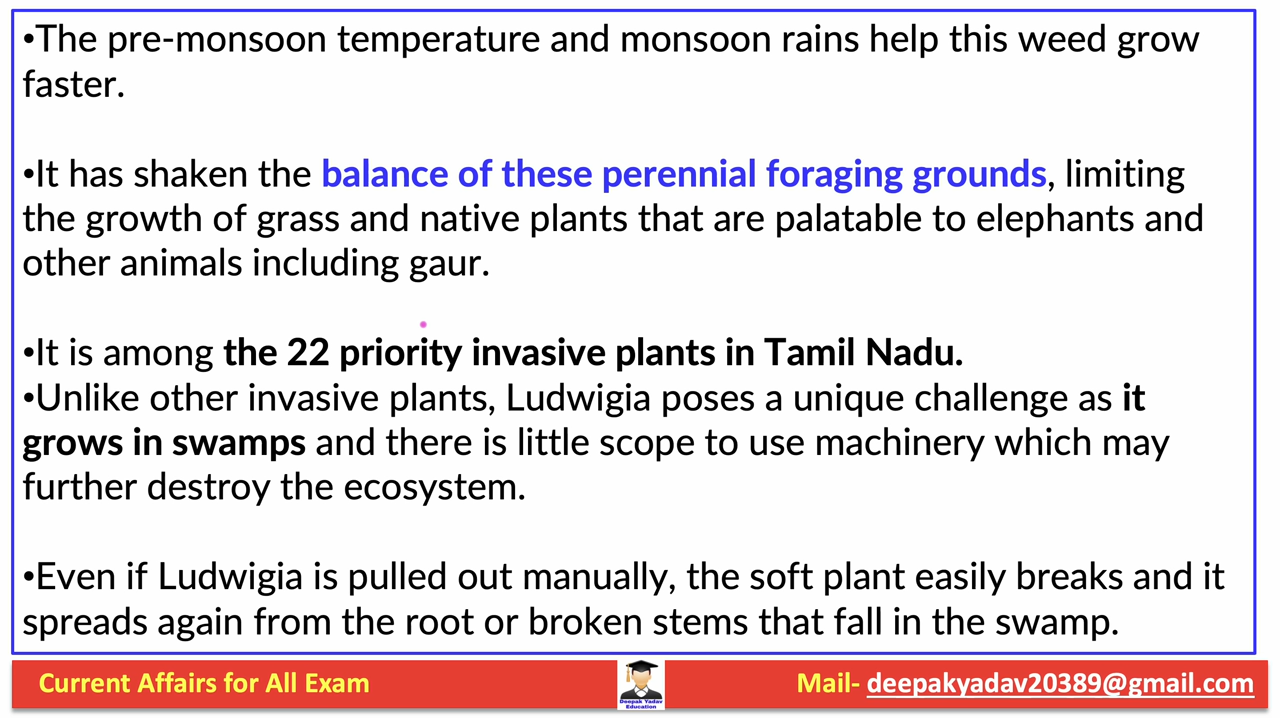 •The pre-monsoon temperature and monsoon rains help this weed grow
faster.
•It has shaken the balance of these perennial foraging grounds, limiting
the growth of grass and native plants that are palatable to elephants and
other animals including gaur.
•It is among the 22 priority invasive plants in Tamil Nadu.
•Unlike other invasive plants, Ludwigia poses a unique challenge as it
grows in swamps and there is little scope to use machinery which may
further destroy the ecosystem.
•Even if Ludwigia is pulled out manually, the soft plant easily breaks and it
spreads again from the root or broken stems that fall in the swamp.
Current Affairs for All Exam
Deepak Yadav
Education
Mail- deepakyadav20389@gmail.com